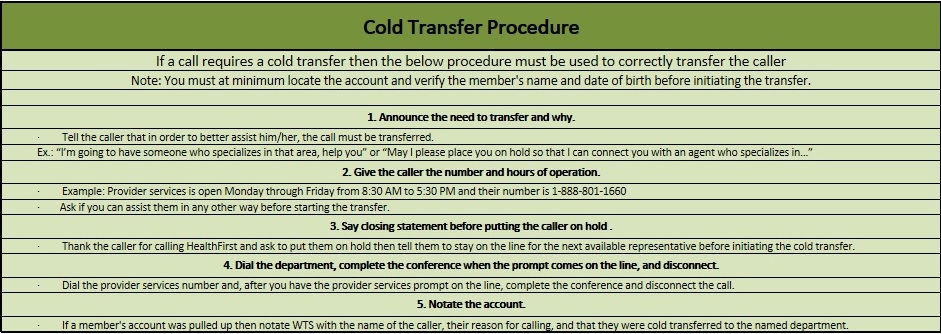 Cold Transfer Procedure
If a call requires a cold transfer then the below procedure must be used to correctly transfer the caller
Note: You must at minimum locate the account and verify the member's name and date of birth before initiating the transfer.
1. Announce the need to transfer and why.
· Tell the caller that in order to better assist him/her, the call must be transferred.
Ex.: “I’m going to have someone who specializes in that area, help you” or “May I please place you on hold so that I can connect you with an agent who specializes in…”
2. Give the caller the number and hours of operation.
· Example: Provider services is open Monday through Friday from 8:30 AM to 5:30 PM and their number is 1-888-801-1660
· Ask if you can assist them in any other way before starting the transfer.
3. Say closing statement before putting the caller on hold .
· Thank the caller for calling HealthFirst and ask to put them on hold then tell them to stay on the line for the next available representative before initiating the cold transfer.
4. Dial the department, complete the conference when the prompt comes on the line, and disconnect.
· Dial the provider services number and, after you have the provider services prompt on the line, complete the conference and disconnect the call.
5. Notate the account.
· If a member's account was pulled up then notate WTS with the name of the caller, their reason for calling, and that they were cold transferred to the named department.